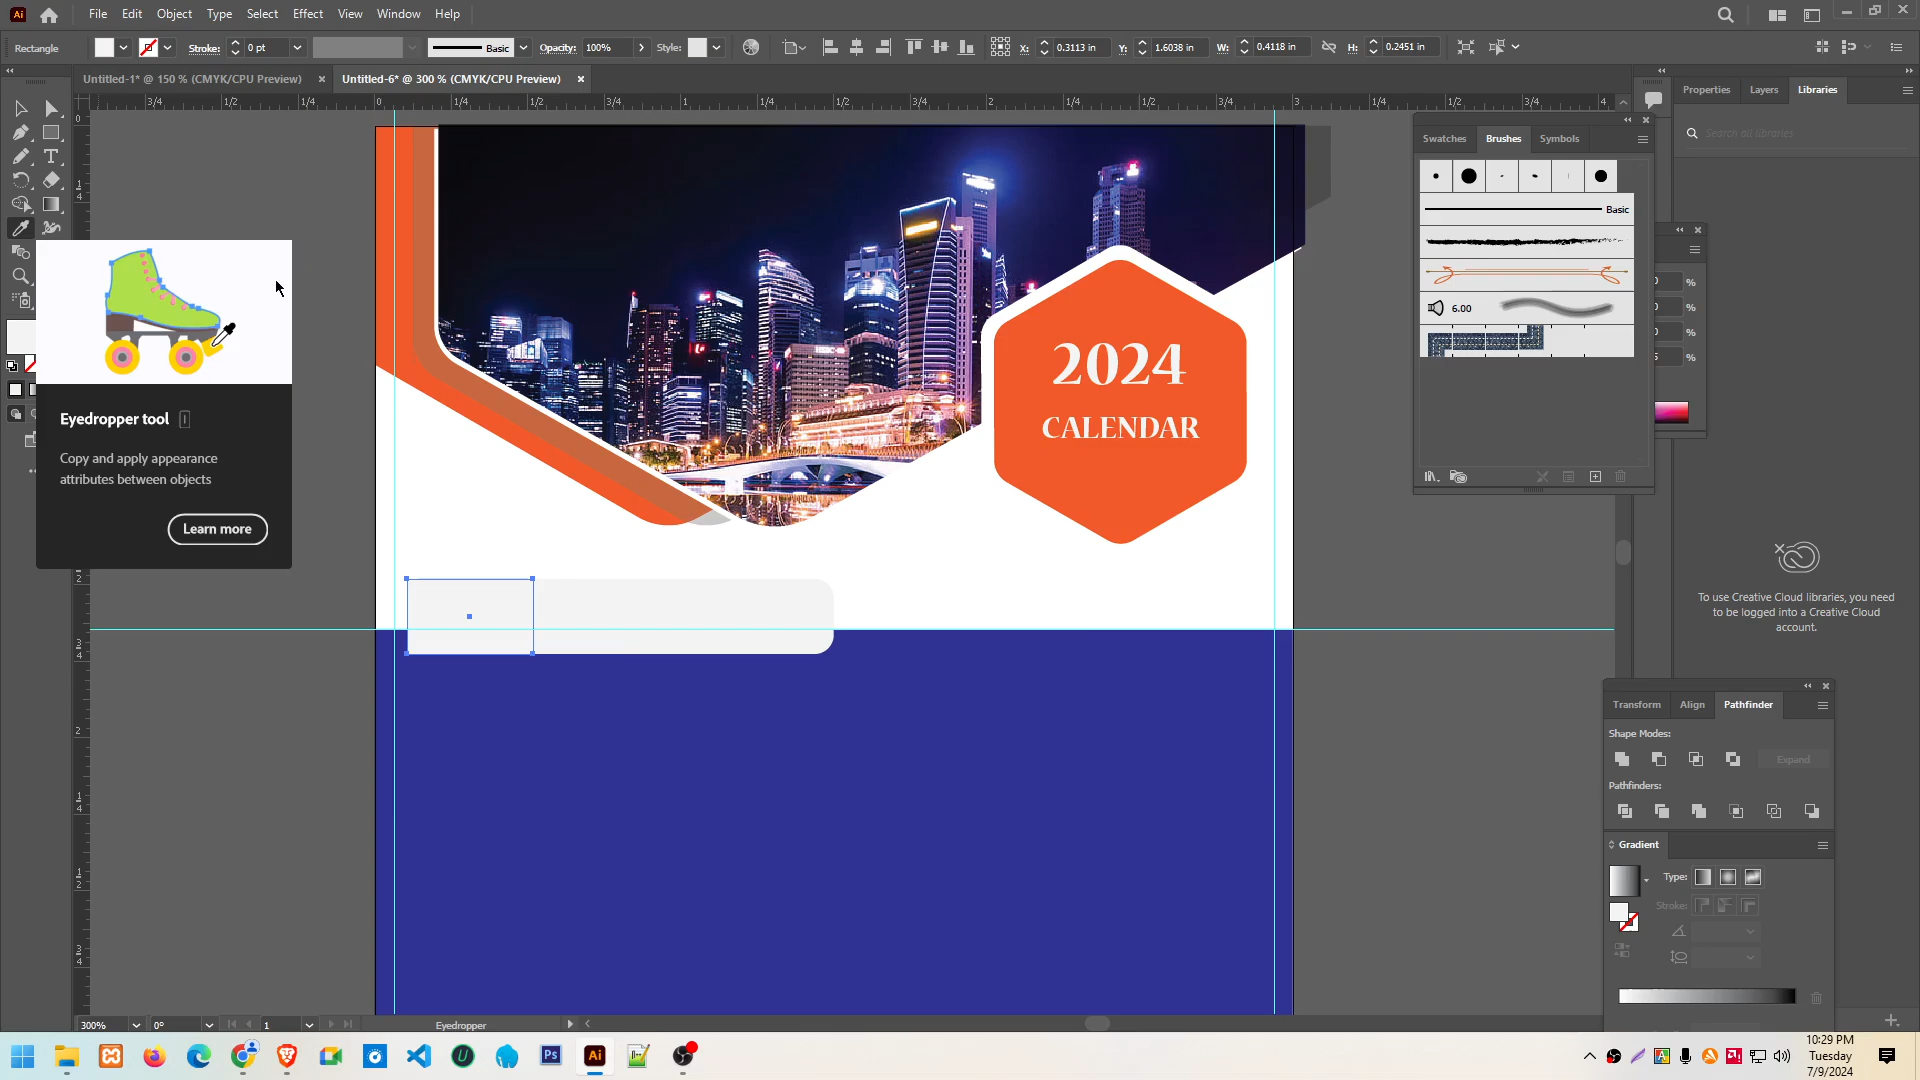 Ai File Edit Object Type Select Effect View Window Help
Rectangle Stroke: 0 pt Basic Opacity: 100% Style: X: 0.3113 in Y: 1.6038 in W: 0.4118 in H: 0.2451 in
Untitled-1* @ 150 % (CMYK/CPU Preview) × Untitled-6* @ 300 % (CMYK/CPU Preview) ×
3/4 1/2 1/4 0 1/4 1/2 3/4 1 1/4 1/2 3/4 2 1/4 1/2 3/4 3 1/4 1/2 3/4 4
Properties Layers Libraries
Search all libraries
Swatches Brushes Symbols
Basic
6.00
%
%
%
%
2024
CALENDAR
Eyedropper tool I
Copy and apply appearance
attributes between objects
Learn more
To use Creative Cloud libraries, you need
to be logged into a Creative Cloud
account.
Transform Align Pathfinder
Shape Modes:
Expand
Pathfinders:
Gradient
Type:
Stroke:
300% 0° 1 Eyedropper
Ps Ai
10:29 PM
Tuesday
7/9/2024